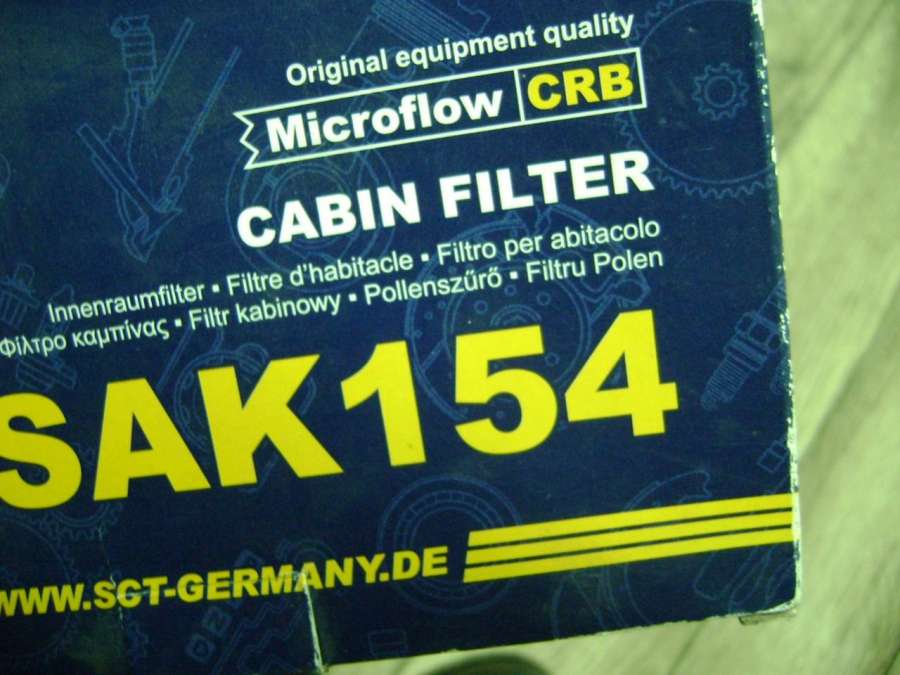 Original equipment quality
Microflow CRB
CABIN FILTER
Innenraumfilter ▪ Filtre d'habitacle ▪ Filtro per abitacolo
Φίλτρο καμπίνας ▪ Filtr kabinowy ▪ Pollenszűrő ▪ Filtru Polen
SAK154
WWW.SCT-GERMANY.DE